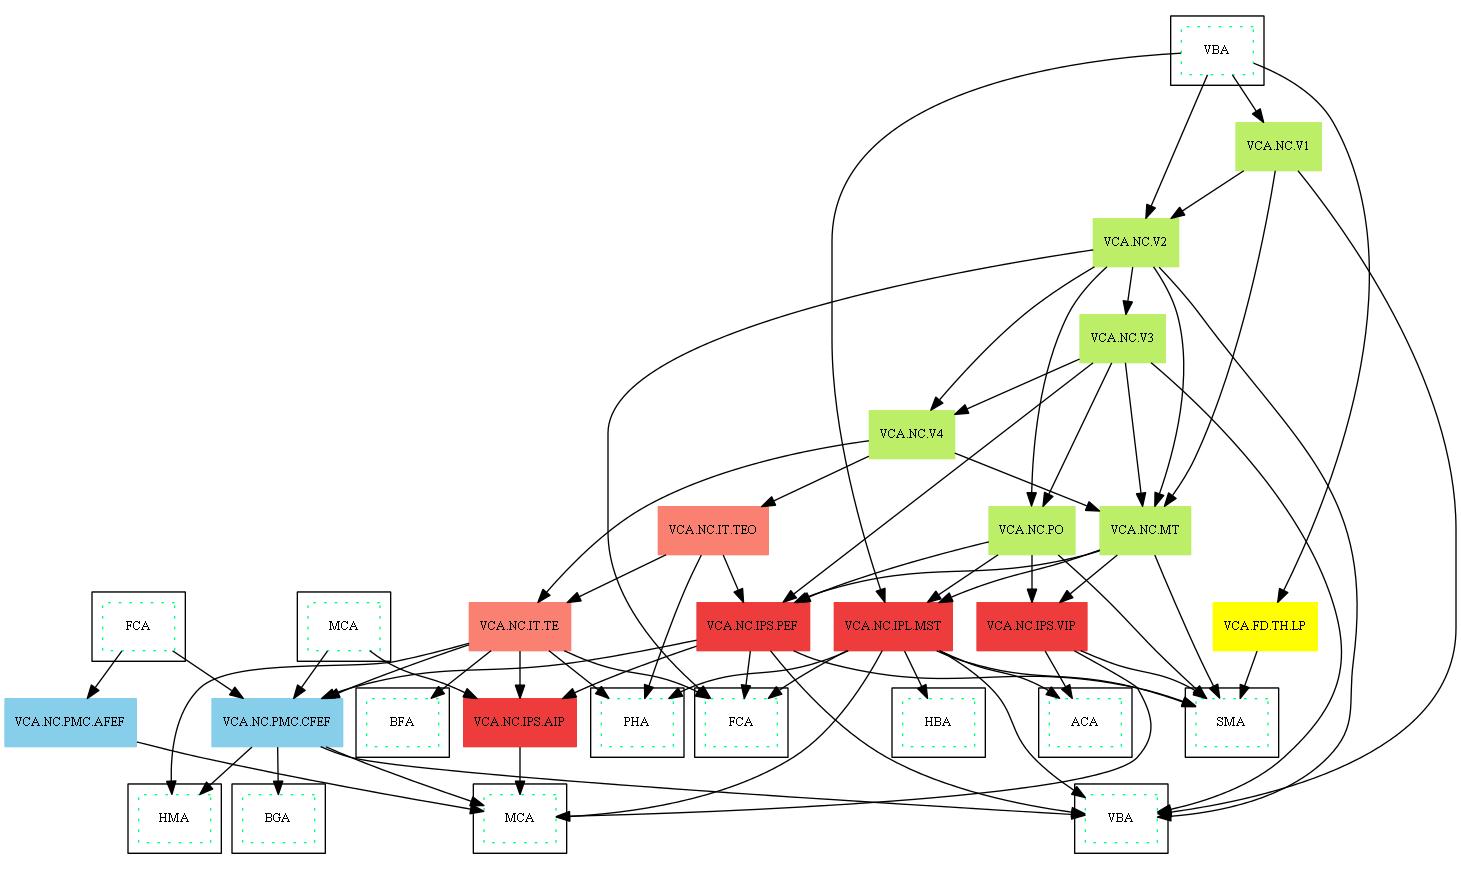 VBA
VCA.NC.V1
VCA.NC.V2
VCA.NC.V3
VCA.NC.V4
VCA.NC.IT.TEO
VCA.NC.PO
VCA.NC.MT
FCA
MCA
VCA.NC.IT.TE
VCA.NC.IPS.PEF
VCA.NC.IPL.MST
VCA.NC.IPS.VIP
VCA.FD.TH.LP
VCA.NC.PMC.AFEF
VCA.NC.PMC.CFEF
BFA
VCA.NC.IPS.AIP
PHA
FCA
HBA
ACA
SMA
HMA
BGA
MCA
VBA